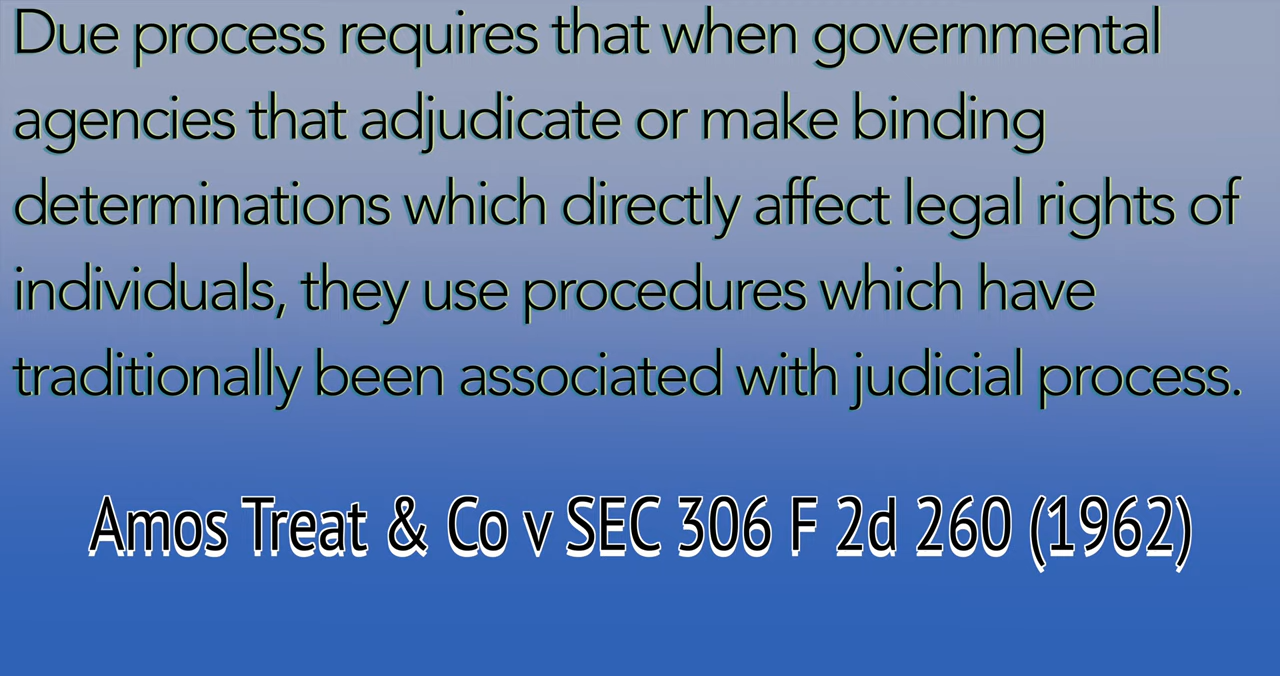 Due process requires that when governmental
agencies that adjudicate or make binding
determinations which directly affect legal rights of
individuals, they use procedures which have
traditionally been associated with judicial process.
Amos Treat & Co v SEC 306 F 2d 260 (1962)